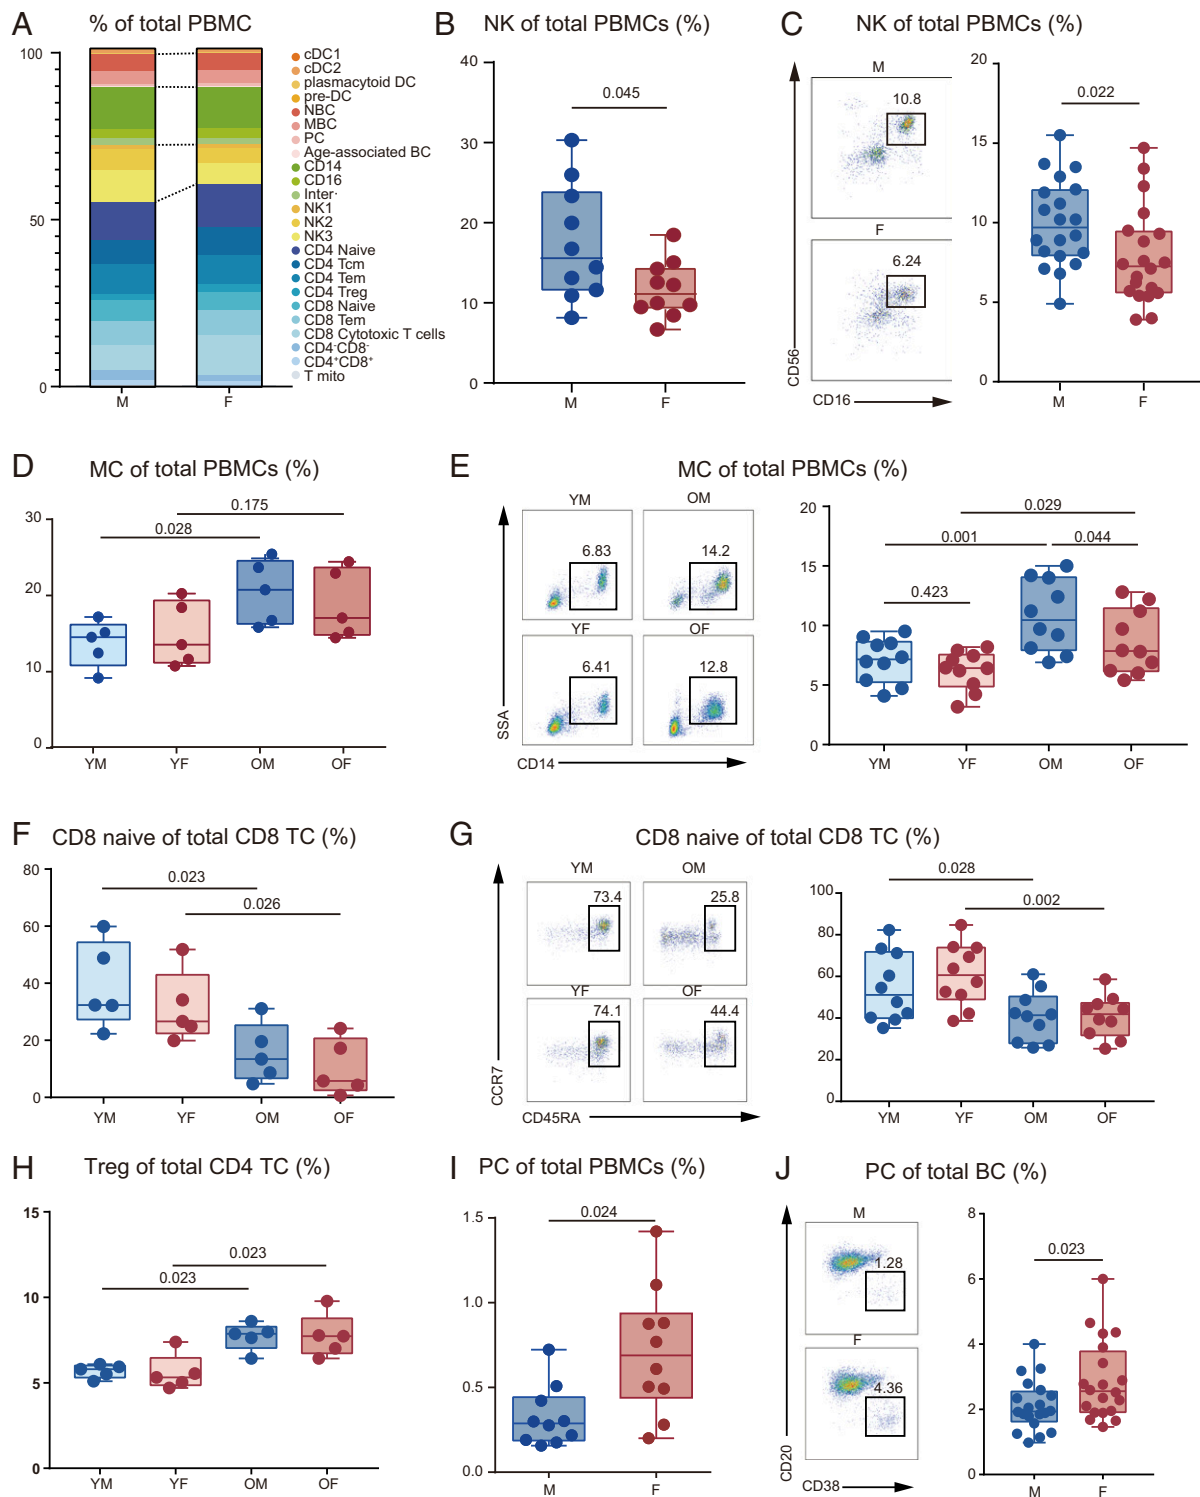 A % of total PBMC
100
50
0
M F
cDC1
cDC2
plasmacytoid DC
pre-DC
NBC
MBC
PC
Age-associated BC
CD14
CD16
Inter-
NK1
NK2
NK3
CD4 Naive
CD4 Tcm
CD4 Tem
CD4 Treg
CD8 Naive
CD8 Tem
CD8 Cytotoxic T cells
CD4-CD8-
CD4+CD8+
T mito
B NK of total PBMCs (%)
40
30
20
10
0
0.045
M F
C NK of total PBMCs (%)
M
10.8
F
6.24
CD56
CD16
20
15
10
5
0
0.022
M F
D MC of total PBMCs (%)
30
20
10
0
0.175
0.028
YM YF OM OF
E MC of total PBMCs (%)
YM OM
6.83 14.2
YF OF
6.41 12.8
SSA
CD14
20
15
10
5
0
0.029
0.001 0.044
0.423
YM YF OM OF
F CD8 naive of total CD8 TC (%)
80
60
40
20
0
0.023
0.026
YM YF OM OF
G CD8 naive of total CD8 TC (%)
YM OM
73.4 25.8
YF OF
74.1 44.4
CCR7
CD45RA
100
80
60
40
20
0
0.028
0.002
YM YF OM OF
H Treg of total CD4 TC (%)
15
10
5
0
0.023
0.023
YM YF OM OF
I PC of total PBMCs (%)
1.5
1.0
0.5
0.0
0.024
M F
J PC of total BC (%)
M
1.28
F
4.36
CD20
CD38
8
6
4
2
0
0.023
M F